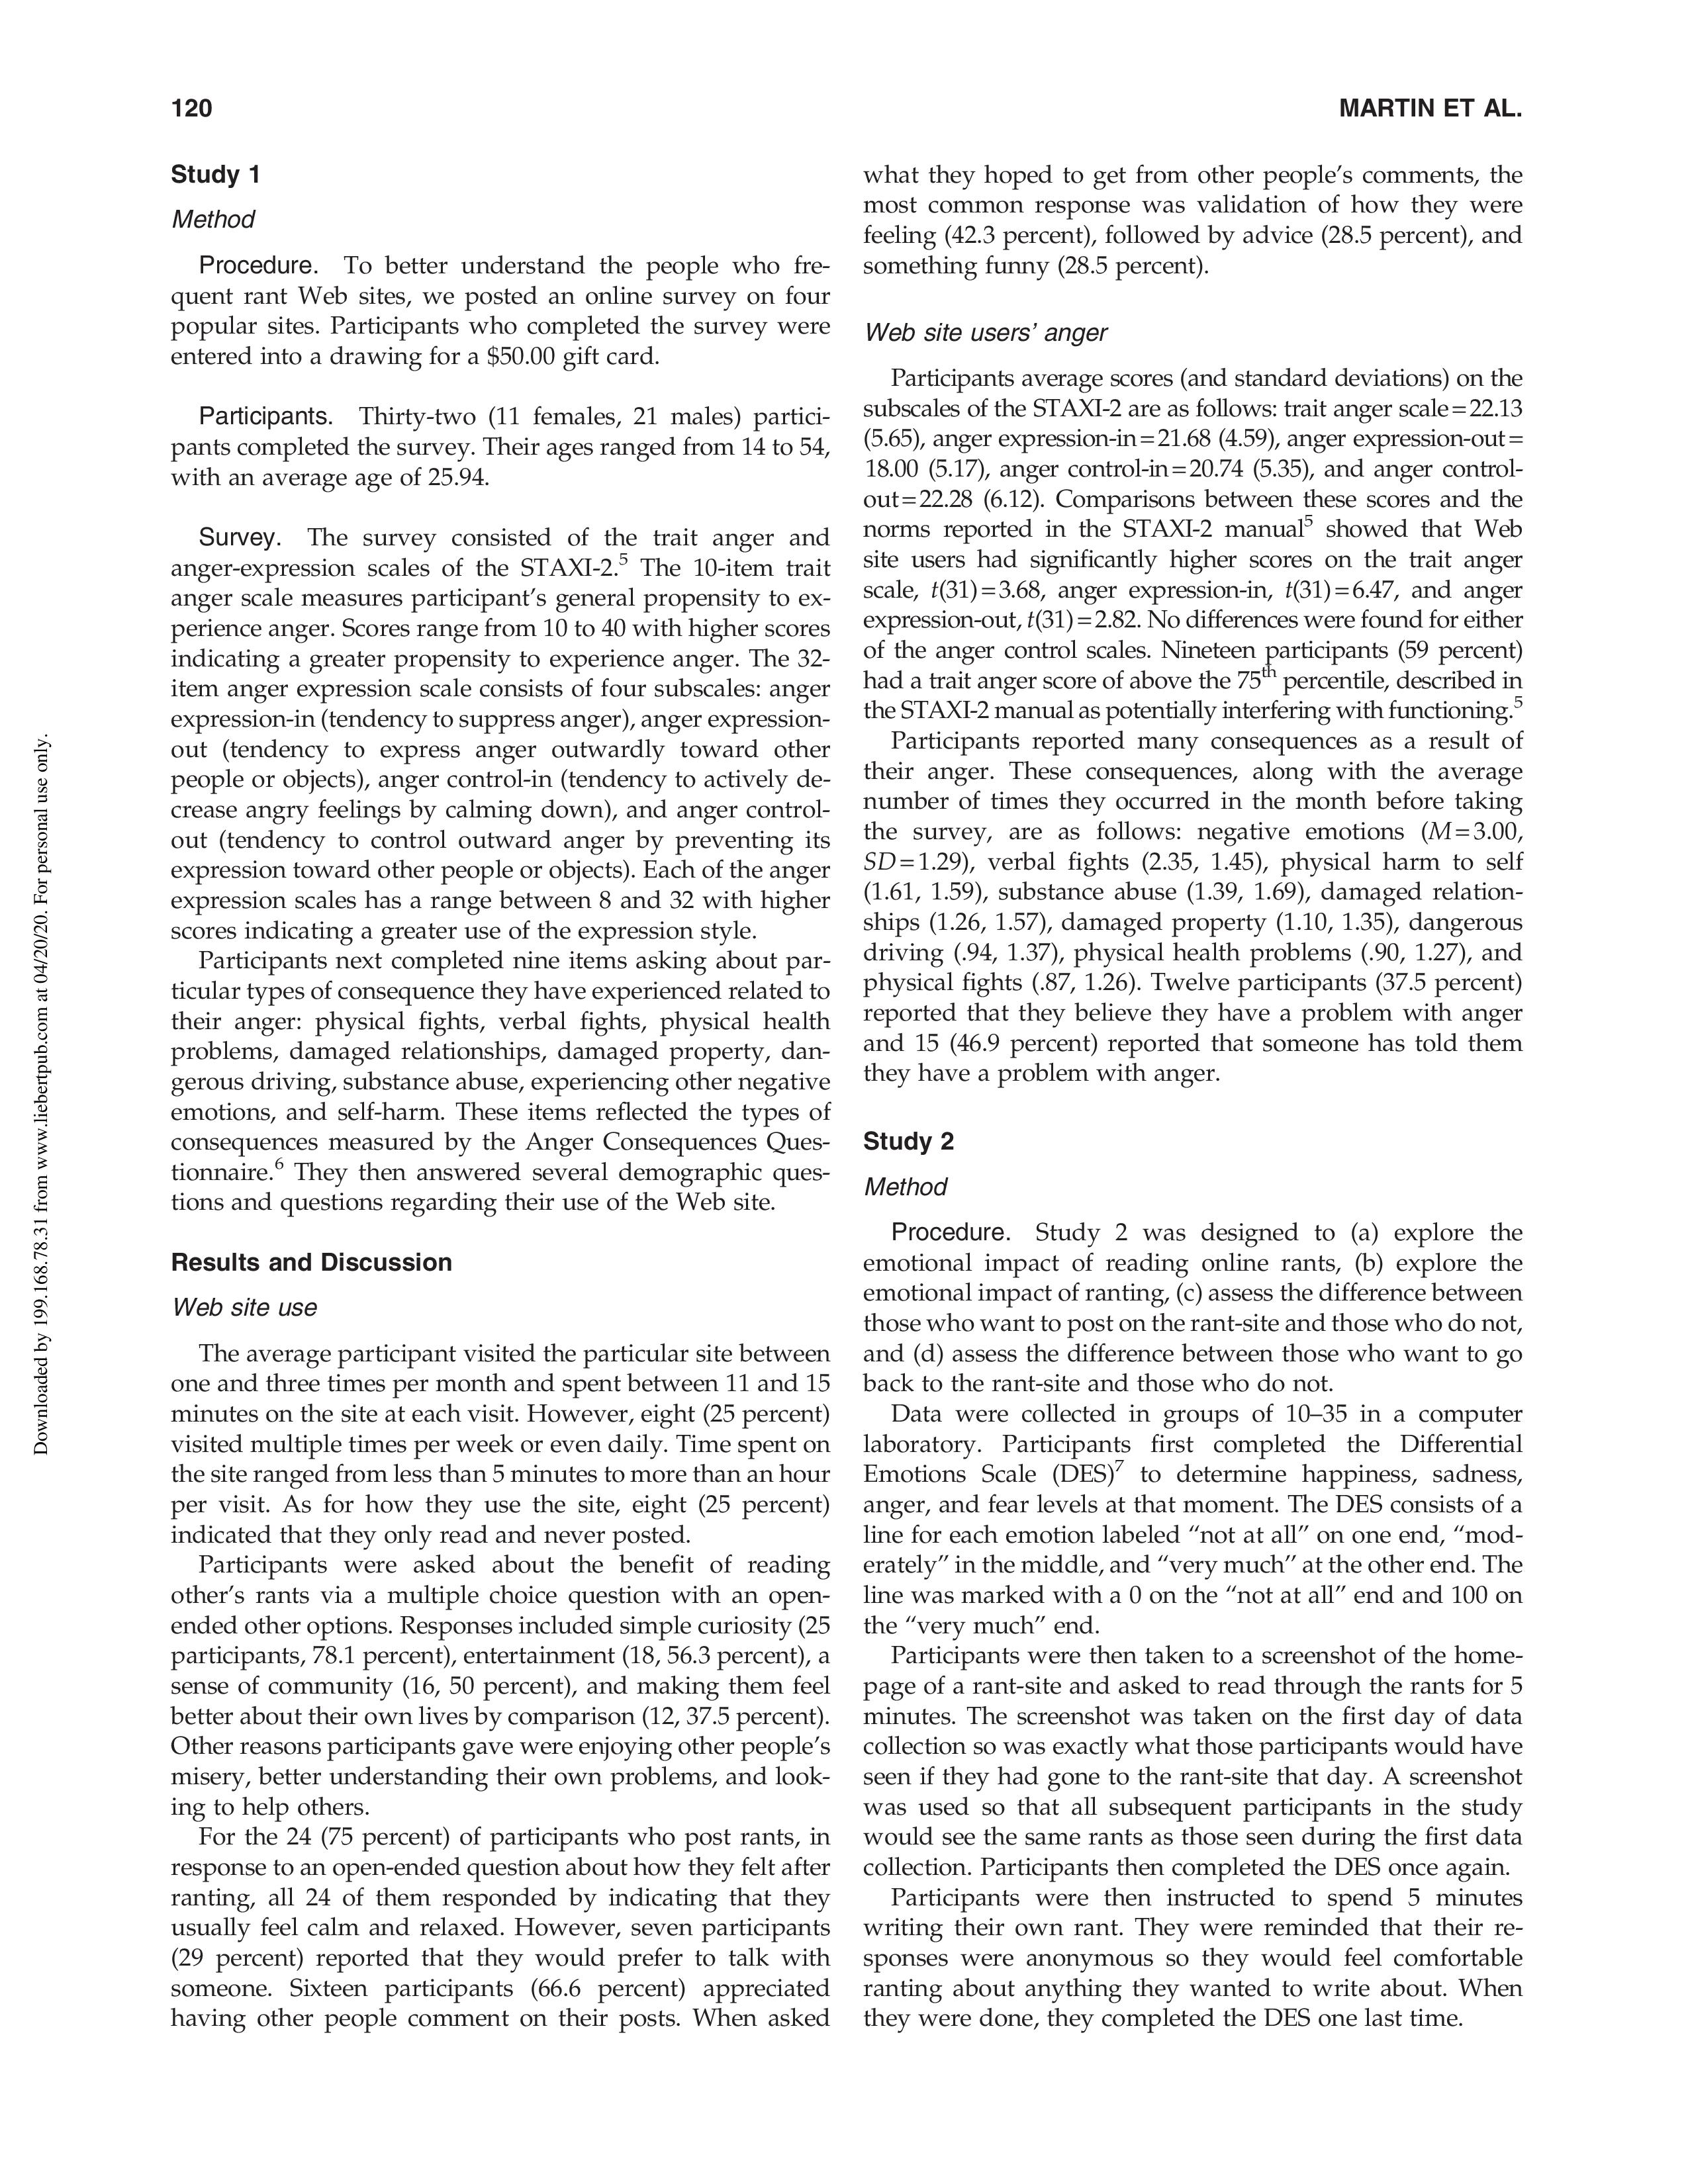 120
MARTIN ET AL.
Study 1
Method
Procedure. To better understand the people who fre-
quent rant Web sites, we posted an online survey on four
popular sites. Participants who completed the survey were
entered into a drawing for a $50.00 gift card.
Participants. Thirty-two (11 females, 21 males) partici-
pants completed the survey. Their ages ranged from 14 to 54,
with an average age of 25.94.
Survey. The survey consisted of the trait anger and
anger-expression scales of the STAXI-2.5 The 10-item trait
anger scale measures participant's general propensity to ex-
perience anger. Scores range from 10 to 40 with higher scores
indicating a greater propensity to experience anger. The 32-
item anger expression scale consists of four subscales: anger
expression-in (tendency to suppress anger), anger expression-
out (tendency to express anger outwardly toward other
people or objects), anger control-in (tendency to actively de-
crease angry feelings by calming down), and anger control-
out (tendency to control outward anger by preventing its
expression toward other people or objects). Each of the anger
expression scales has a range between 8 and 32 with higher
scores indicating a greater use of the expression style.
Participants next completed nine items asking about par-
ticular types of consequence they have experienced related to
their anger: physical fights, verbal fights, physical health
problems, damaged relationships, damaged property, dan-
gerous driving, substance abuse, experiencing other negative
emotions, and self-harm. These items reflected the types of
consequences measured by the Anger Consequences Ques-
tionnaire.6 They then answered several demographic ques-
tions and questions regarding their use of the Web site.
Results and Discussion
Web site use
The average participant visited the particular site between
one and three times per month and spent between 11 and 15
minutes on the site at each visit. However, eight (25 percent)
visited multiple times per week or even daily. Time spent on
the site ranged from less than 5 minutes to more than an hour
per visit. As for how they use the site, eight (25 percent)
indicated that they only read and never posted.
Participants were asked about the benefit of reading
other's rants via a multiple choice question with an open-
ended other options. Responses included simple curiosity (25
participants, 78.1 percent), entertainment (18, 56.3 percent), a
sense of community (16, 50 percent), and making them feel
better about their own lives by comparison (12, 37.5 percent).
Other reasons participants gave were enjoying other people's
misery, better understanding their own problems, and look-
ing to help others.
For the 24 (75 percent) of participants who post rants, in
response to an open-ended question about how they felt after
ranting, all 24 of them responded by indicating that they
usually feel calm and relaxed. However, seven participants
(29 percent) reported that they would prefer to talk with
someone. Sixteen participants (66.6 percent) appreciated
having other people comment on their posts. When asked
what they hoped to get from other people's comments, the
most common response was validation of how they were
feeling (42.3 percent), followed by advice (28.5 percent), and
something funny (28.5 percent).
Web site users' anger
Participants average scores (and standard deviations) on the
subscales of the STAXI-2 are as follows: trait anger scale=22.13
(5.65), anger expression-in=21.68 (4.59), anger expression-out=
18.00 (5.17), anger control-in=20.74 (5.35), and anger control-
out=22.28 (6.12). Comparisons between these scores and the
norms reported in the STAXI-2 manual5 showed that Web
site users had significantly higher scores on the trait anger
scale, t(31)=3.68, anger expression-in, t(31)=6.47, and anger
expression-out, t(31)=2.82. No differences were found for either
of the anger control scales. Nineteen participants (59 percent)
had a trait anger score of above the 75th percentile, described in
the STAXI-2 manual as potentially interfering with functioning.5
Participants reported many consequences as a result of
their anger. These consequences, along with the average
number of times they occurred in the month before taking
the survey, are as follows: negative emotions (M=3.00,
SD=1.29), verbal fights (2.35, 1.45), physical harm to self
(1.61, 1.59), substance abuse (1.39, 1.69), damaged relation-
ships (1.26, 1.57), damaged property (1.10, 1.35), dangerous
driving (.94, 1.37), physical health problems (.90, 1.27), and
physical fights (.87, 1.26). Twelve participants (37.5 percent)
reported that they believe they have a problem with anger
and 15 (46.9 percent) reported that someone has told them
they have a problem with anger.
Study 2
Method
Procedure. Study 2 was designed to (a) explore the
emotional impact of reading online rants, (b) explore the
emotional impact of ranting, (c) assess the difference between
those who want to post on the rant-site and those who do not,
and (d) assess the difference between those who want to go
back to the rant-site and those who do not.
Data were collected in groups of 10–35 in a computer
laboratory. Participants first completed the Differential
Emotions Scale (DES)7 to determine happiness, sadness,
anger, and fear levels at that moment. The DES consists of a
line for each emotion labeled “not at all” on one end, “mod-
erately” in the middle, and “very much” at the other end. The
line was marked with a 0 on the “not at all” end and 100 on
the “very much” end.
Participants were then taken to a screenshot of the home-
page of a rant-site and asked to read through the rants for 5
minutes. The screenshot was taken on the first day of data
collection so was exactly what those participants would have
seen if they had gone to the rant-site that day. A screenshot
was used so that all subsequent participants in the study
would see the same rants as those seen during the first data
collection. Participants then completed the DES once again.
Participants were then instructed to spend 5 minutes
writing their own rant. They were reminded that their re-
sponses were anonymous so they would feel comfortable
ranting about anything they wanted to write about. When
they were done, they completed the DES one last time.
Downloaded by 199.168.78.31 from www.liebertpub.com at 04/20/20. For personal use only.